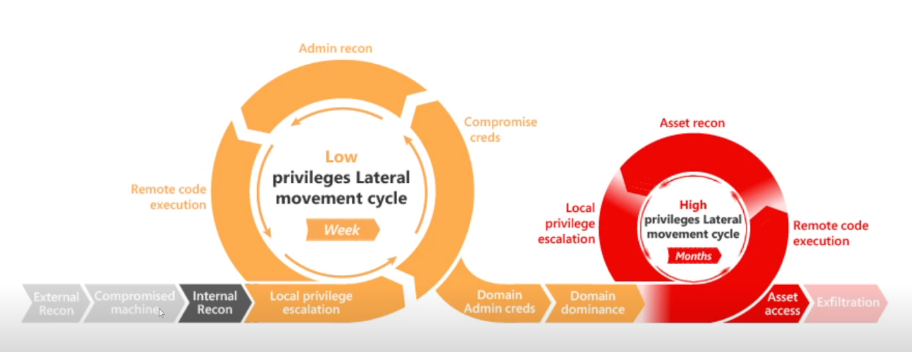 Admin recon
Compromise
creds
Remote code
execution
Low
privileges Lateral
movement cycle
Week
Asset recon
Local
privilege
escalation
High
privileges Lateral
movement cycle
Months
Remote code
execution
External
Recon
Compromised
machine
Internal
Recon
Local privilege
escalation
Domain
Admin creds
Domain
dominance
Asset
access
Exfiltration